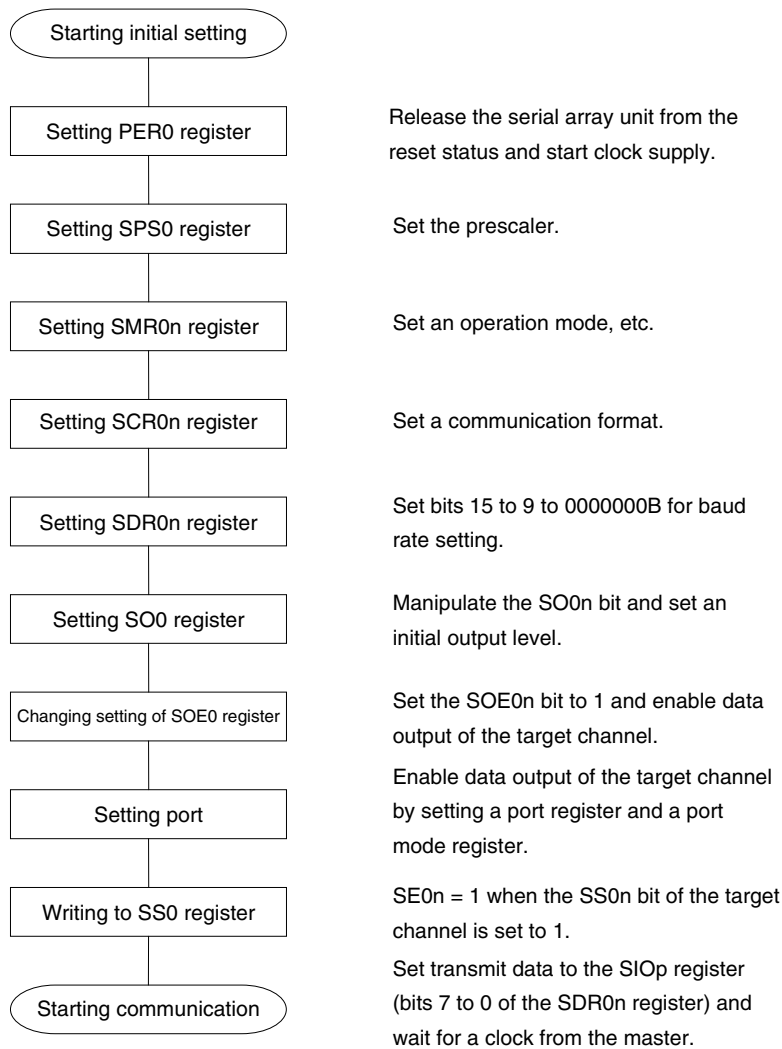 Starting initial setting
Setting PER0 register
Release the serial array unit from the
reset status and start clock supply.
Setting SPS0 register
Set the prescaler.
Setting SMR0n register
Set an operation mode, etc.
Setting SCR0n register
Set a communication format.
Setting SDR0n register
Set bits 15 to 9 to 0000000B for baud
rate setting.
Setting SO0 register
Manipulate the SO0n bit and set an
initial output level.
Changing setting of SOE0 register
Set the SOE0n bit to 1 and enable data
output of the target channel.
Setting port
Enable data output of the target channel
by setting a port register and a port
mode register.
Writing to SS0 register
SE0n = 1 when the SS0n bit of the target
channel is set to 1.
Starting communication
Set transmit data to the SIOp register
(bits 7 to 0 of the SDR0n register) and
wait for a clock from the master.